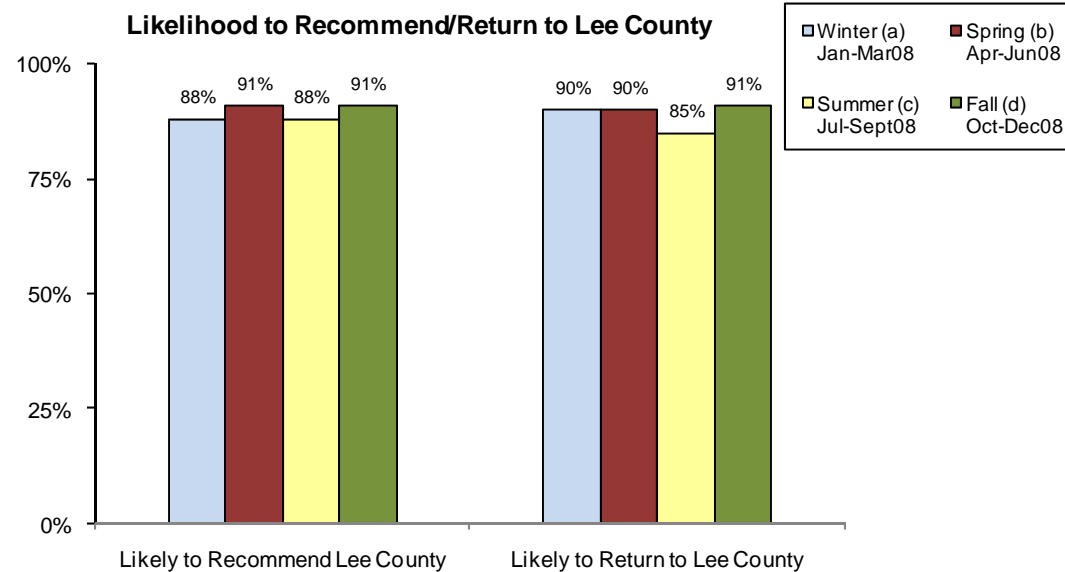 Likelihood to Recommend/Return to Lee County
Winter (a)
Jan-Mar08
Spring (b)
Apr-Jun08
Summer (c)
Jul-Sept08
Fall (d)
Oct-Dec08
100%
75%
50%
25%
0%
88%
91%
88%
91%
90%
90%
85%
91%
Likely to Recommend Lee County
Likely to Return to Lee County